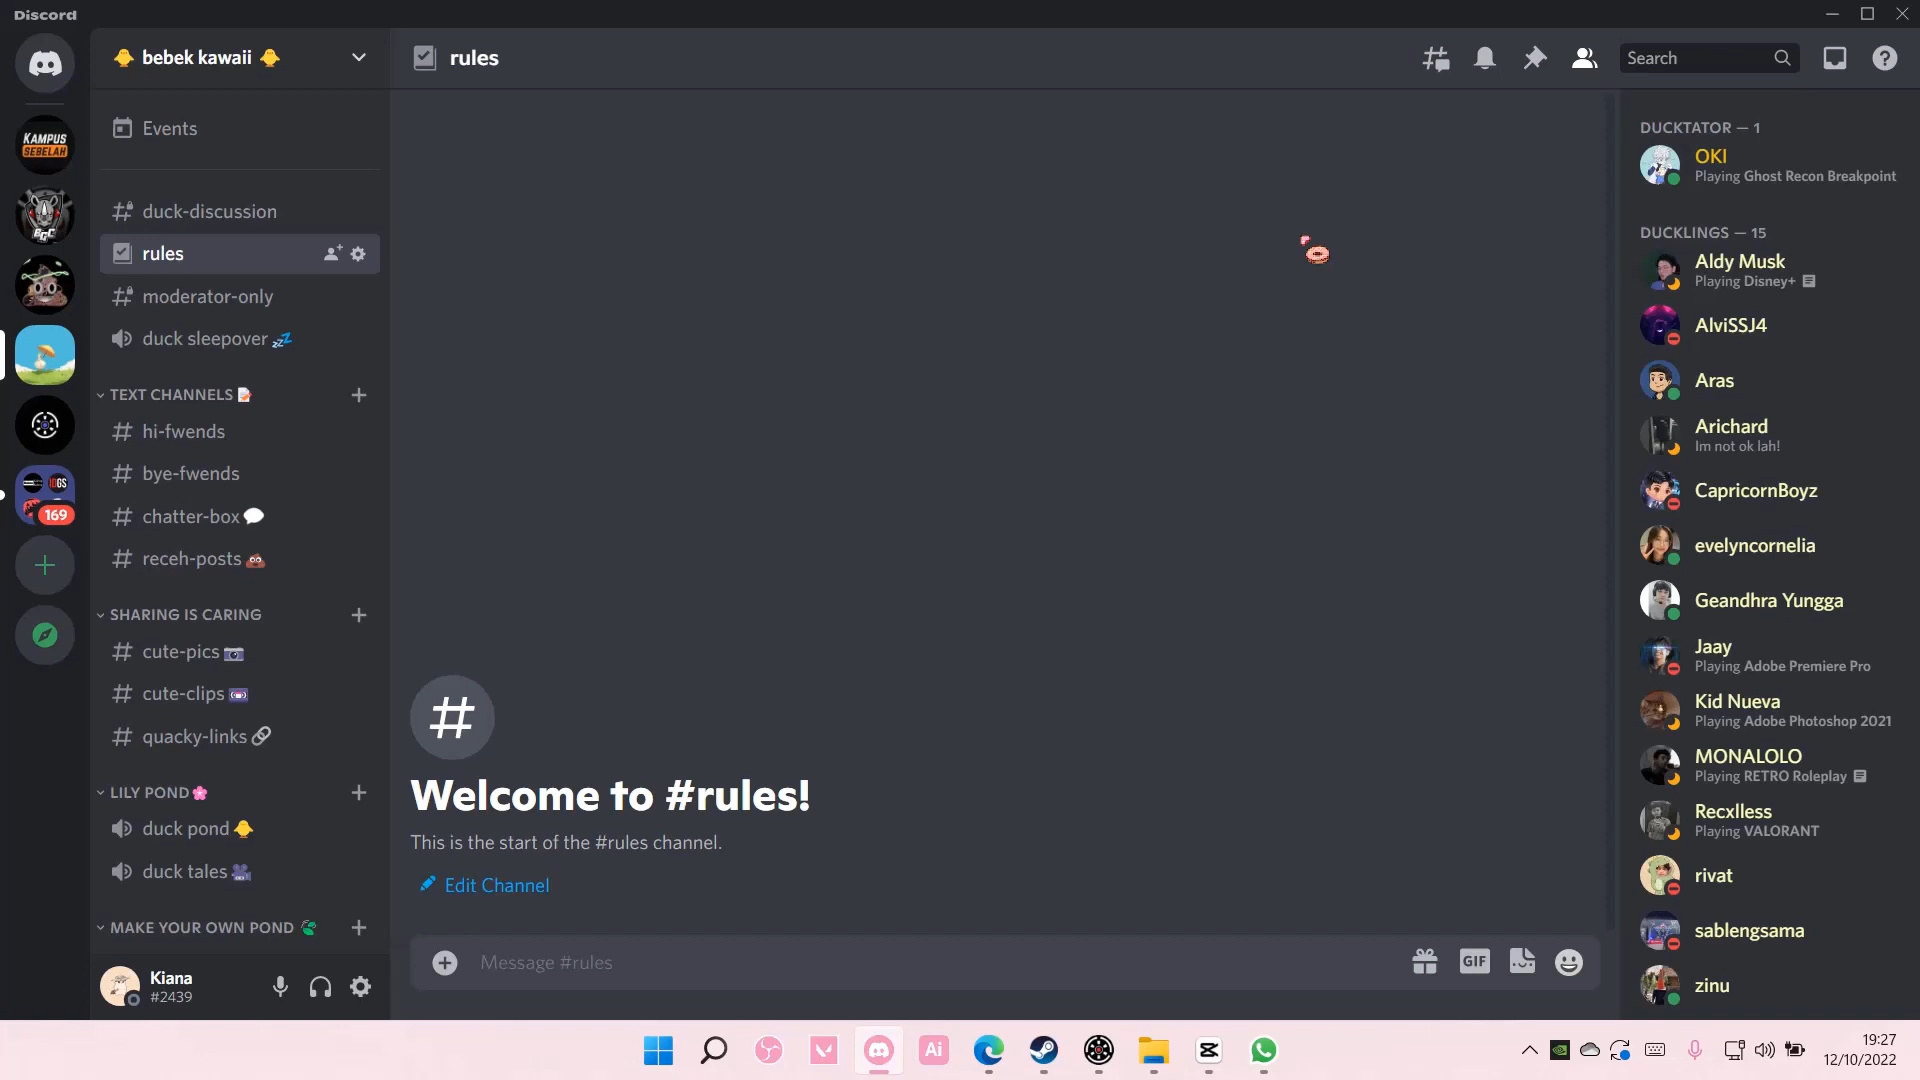 Discord
bebek kawaii
rules
Search
Events
duck-discussion
rules
moderator-only
duck sleepover
TEXT CHANNELS
hi-fwends
bye-fwends
chatter-box
receh-posts
SHARING IS CARING
cute-pics
cute-clips
quacky-links
LILY POND
duck pond
duck tales
MAKE YOUR OWN POND
Kiana
#2439
KAMPUS
SEBELAH
BGC
IDGS
169
Welcome to #rules!
This is the start of the #rules channel.
Edit Channel
Message #rules
GIF
DUCKTATOR — 1
OKI
Playing Ghost Recon Breakpoint
DUCKLINGS — 15
Aldy Musk
Playing Disney+
AlviSSJ4
Aras
Arichard
Im not ok lah!
CapricornBoyz
evelyncornelia
Geandhra Yungga
Jaay
Playing Adobe Premiere Pro
Kid Nueva
Playing Adobe Photoshop 2021
MONALOLO
Playing RETRO Roleplay
Recxlless
Playing VALORANT
rivat
sablengsama
zinu
Ai
19:27
12/10/2022